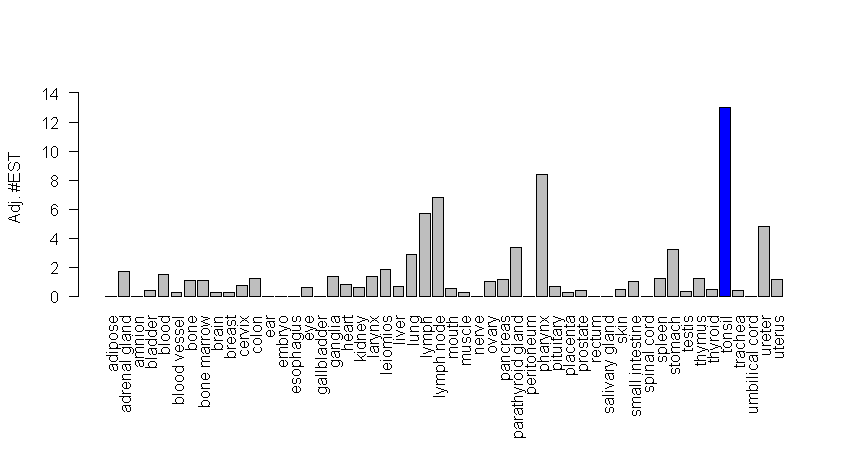 14
12
10
8
6
4
2
0
Adj. #EST
adipose
adrenal gland
amnion
bladder
blood
blood vessel
bone
bone marrow
brain
breast
cervix
colon
ear
embryo
esophagus
eye
gallbladder
ganglia
heart
kidney
larynx
leiomios
liver
lung
lymph
lymph node
mouth
muscle
nerve
ovary
pancreas
parathyroid gland
peritoneum
pharynx
pituitary
placenta
prostate
rectum
salivary gland
skin
small intestine
spinal cord
spleen
stomach
testis
thymus
thyroid
tonsil
trachea
umbilical cord
ureter
uterus